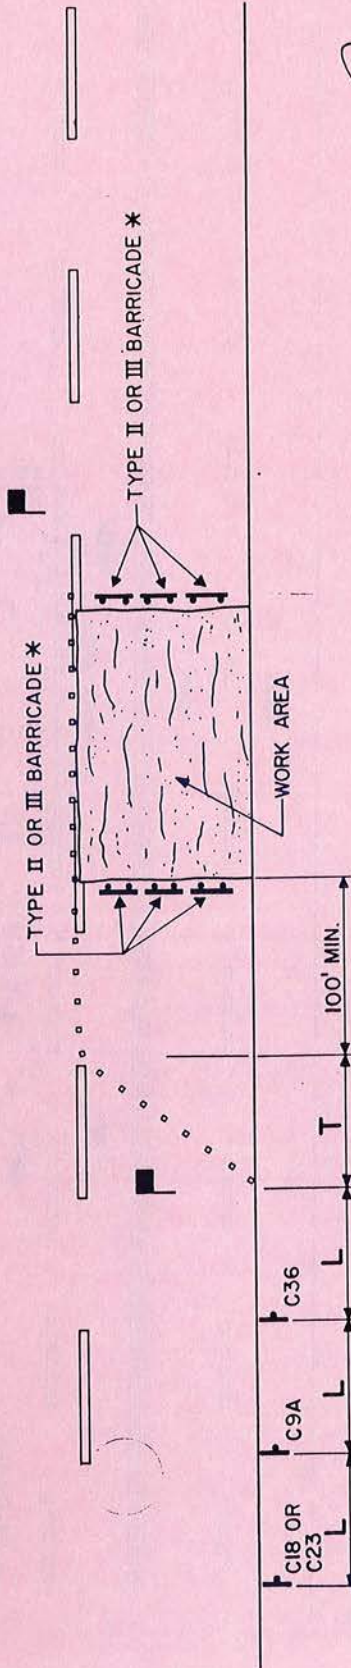 TYPE II OR III BARRICADE *
TYPE II OR III BARRICADE *
WORK AREA
100' MIN.
T
L
L
L
C36
C9A
C18 OR
C23